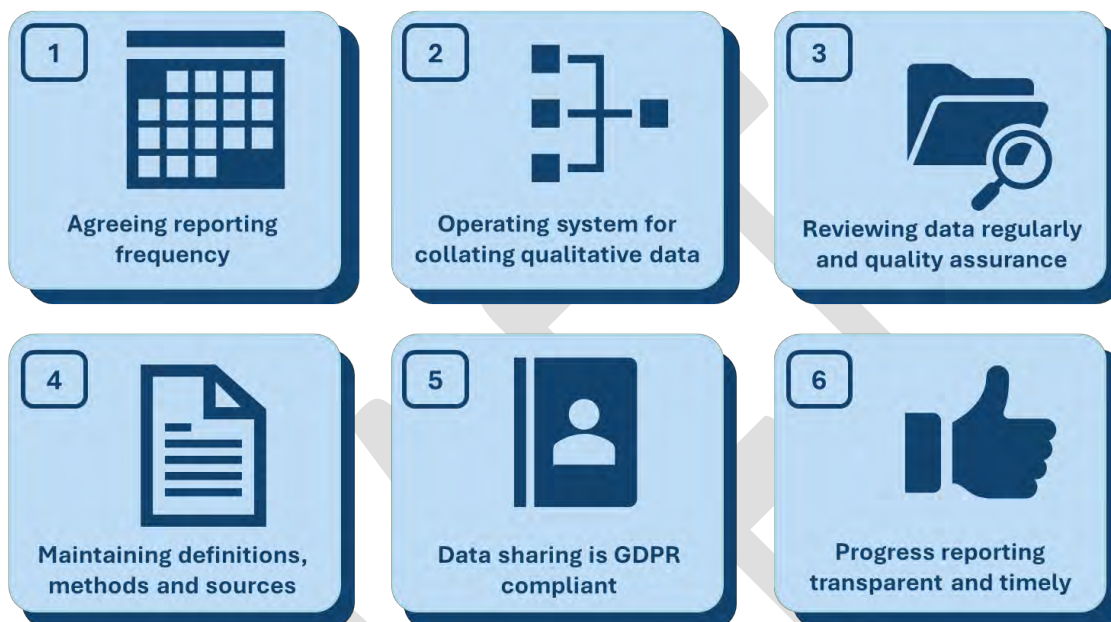 1
Agreeing reporting
frequency
2
Operating system for
collating qualitative data
3
Reviewing data regularly
and quality assurance
4
Maintaining definitions,
methods and sources
5
Data sharing is GDPR
compliant
6
Progress reporting
transparent and timely